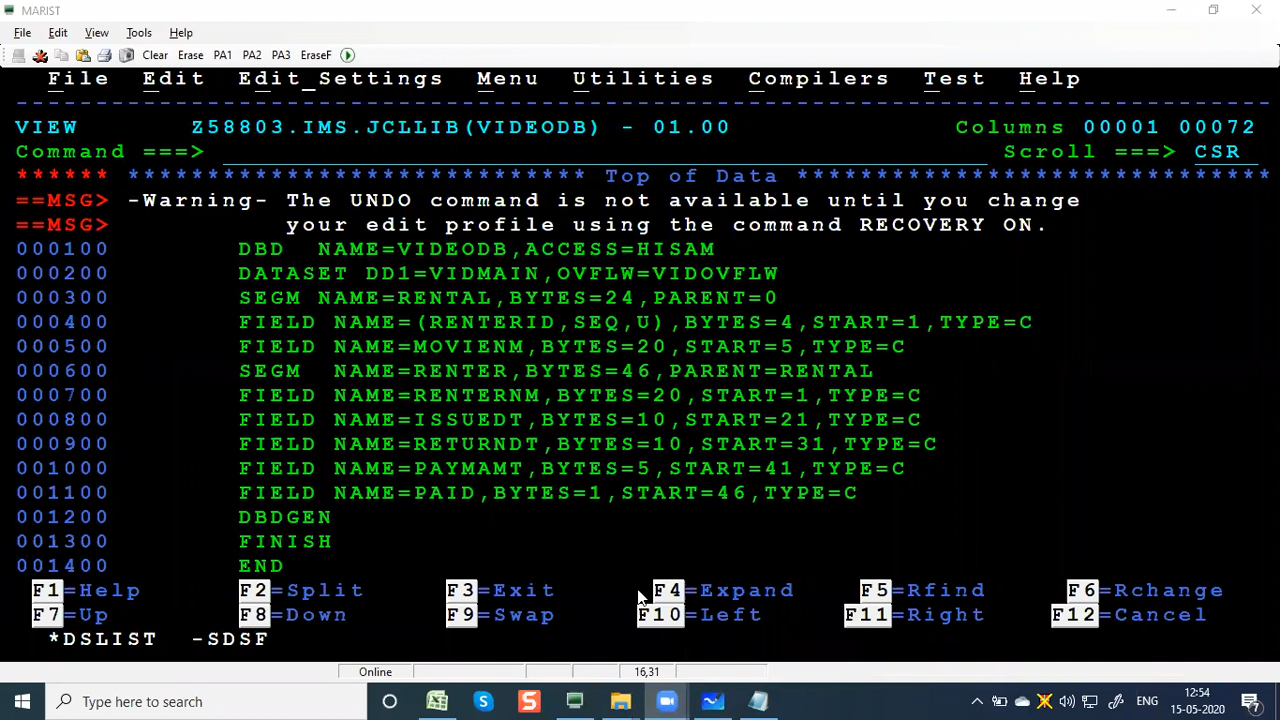 MARIST
File Edit View Tools Help
Clear Erase PA1 PA2 PA3 EraseF
File Edit Edit_Settings Menu Utilities Compilers Test Help
VIEW Z58803.IMS.JCLLIB(VIDEODB) - 01.00 Columns 00001 00072
Command ===> Scroll ===> CSR
****** ***************************** Top of Data ******************************
==MSG> -Warning- The UNDO command is not available until you change
==MSG> your edit profile using the command RECOVERY ON.
000100 DBD NAME=VIDEODB,ACCESS=HISAM
000200 DATASET DD1=VIDMAIN,OVFLW=VIDOVFLW
000300 SEGM NAME=RENTAL,BYTES=24,PARENT=0
000400 FIELD NAME=(RENTERID,SEQ,U),BYTES=4,START=1,TYPE=C
000500 FIELD NAME=MOVIENM,BYTES=20,START=5,TYPE=C
000600 SEGM NAME=RENTER,BYTES=46,PARENT=RENTAL
000700 FIELD NAME=RENTERNM,BYTES=20,START=1,TYPE=C
000800 FIELD NAME=ISSUEDT,BYTES=10,START=21,TYPE=C
000900 FIELD NAME=RETURNDT,BYTES=10,START=31,TYPE=C
001000 FIELD NAME=PAYMAMT,BYTES=5,START=41,TYPE=C
001100 FIELD NAME=PAID,BYTES=1,START=46,TYPE=C
001200 DBDGEN
001300 FINISH
001400 END
F1=Help F2=Split F3=Exit F4=Expand F5=Rfind F6=Rchange
F7=Up F8=Down F9=Swap F10=Left F11=Right F12=Cancel
*DSLIST -SDSF
Online 16,31
Type here to search ENG 12:54
15-05-2020 7